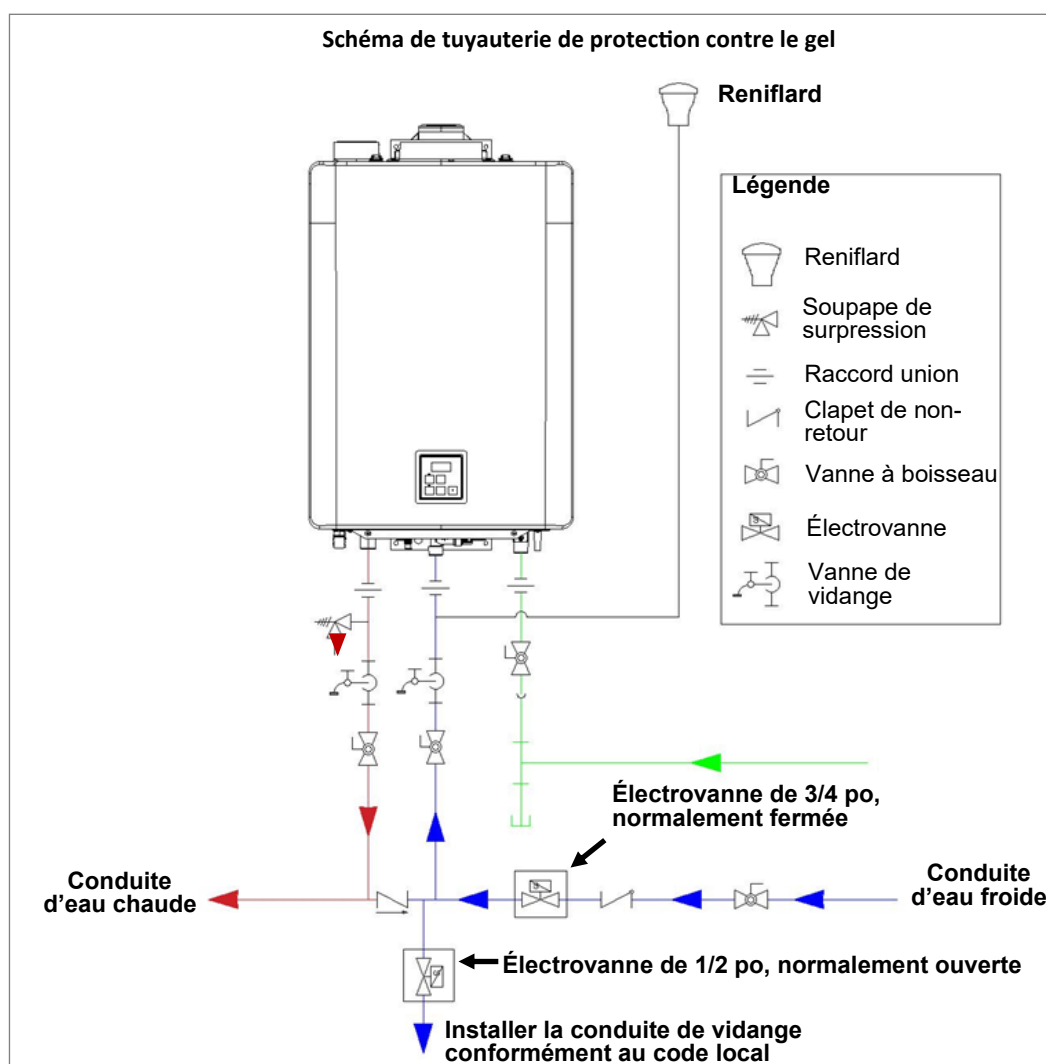 Schéma de tuyauterie de protection contre le gel
Reniflard
Légende
Reniflard
Soupape de
surpression
Raccord union
Clapet de non-
retour
Vanne à boisseau
Électrovanne
Vanne de
vidange
Électrovanne de 3/4 po,
normalement fermée
Conduite
d'eau chaude
Conduite
d'eau froide
Électrovanne de 1/2 po, normalement ouverte
Installer la conduite de vidange
conformément au code local